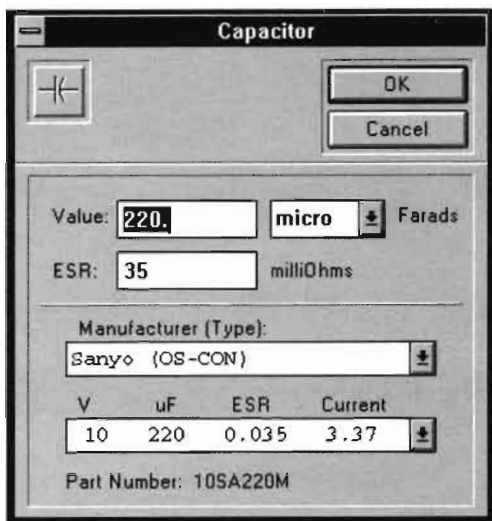 Capacitor
OK
Cancel
Value: 220. micro Farads
ESR: 35 milliOhms
Manufacturer (Type):
Sanyo (OS-CON)
V uF ESR Current
10 220 0.035 3.37
Part Number: 10SA220M